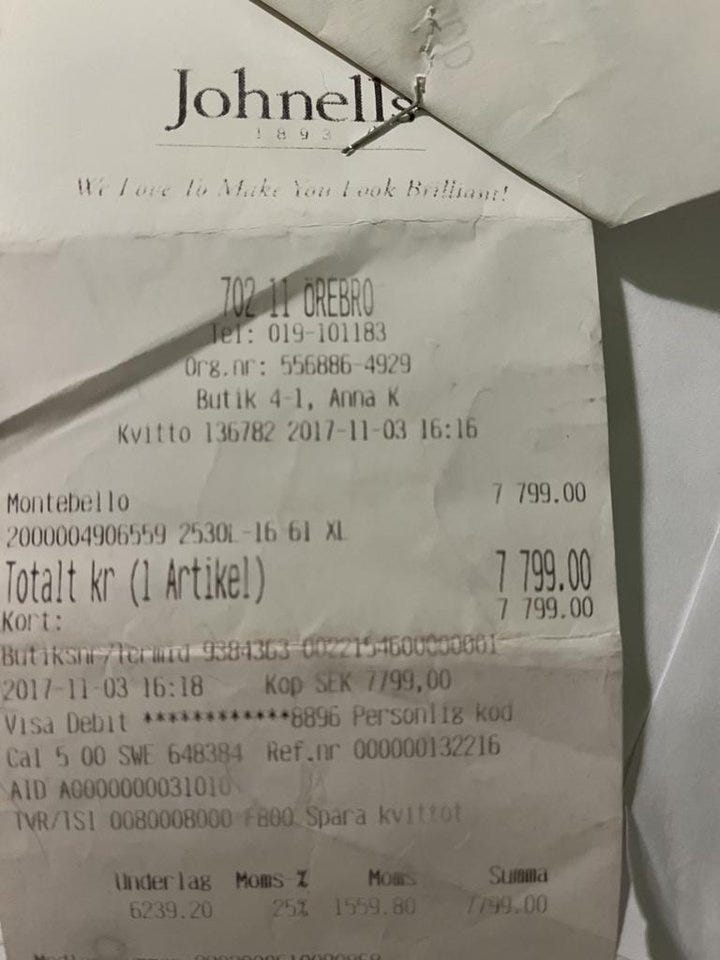 Johnells
1893
We Love To Make You Look Brilliant!
702 11 ÖREBRO
Tel: 019-101183
Org.nr: 556886-4929
Butik 4-1, Anna K
Kvitto 136782 2017-11-03 16:16
Montebello 7 799.00
2000004906559 2530L-16 61 XL
Totalt kr (1 Artikel) 7 799.00
Kort: 7 799.00
Butiksnr/Termid 9384363-0022154600000001
2017-11-03 16:18 Kop SEK 7799,00
Visa Debit ************8896 Personlig kod
Ca1 5 00 SWE 648384 Ref.nr 000000132216
AID A0000000031010
TVR/TSI 0080008000 F800 Spara kvittot
Underlag Moms % Moms Summa
6239.20 25% 1559.80 7799.00